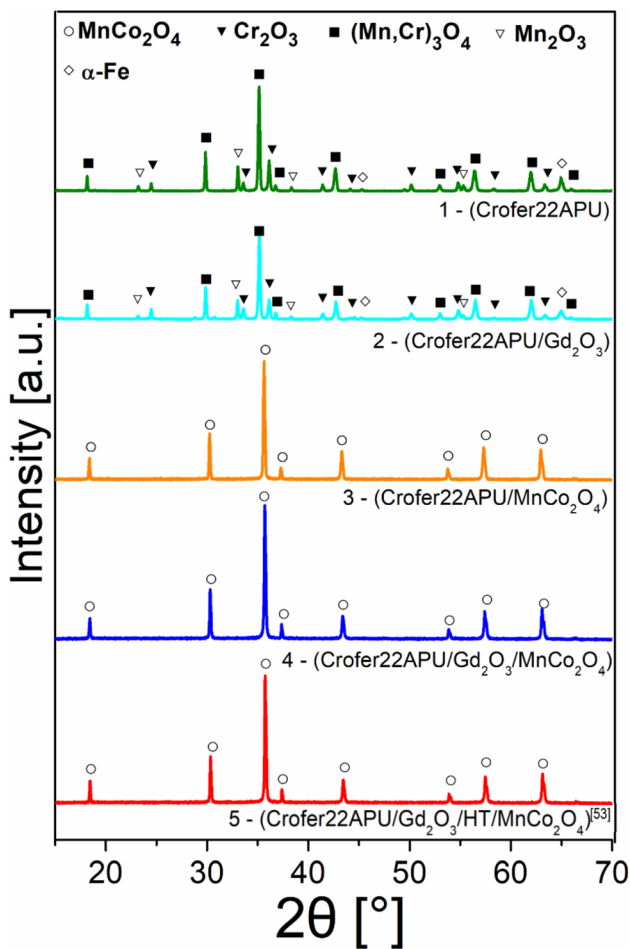 MnCo₂O₄ Cr₂O₃ (Mn,Cr)₃O₄ Mn₂O₃
α-Fe
1 - (Crofer22APU)
2 - (Crofer22APU/Gd₂O₃)
3 - (Crofer22APU/MnCo₂O₄)
4 - (Crofer22APU/Gd₂O₃/MnCo₂O₄)
5 - (Crofer22APU/Gd₂O₃/HT/MnCo₂O₄)[53]
Intensity [a.u.]
20 30 40 50 60 70
2θ [°]